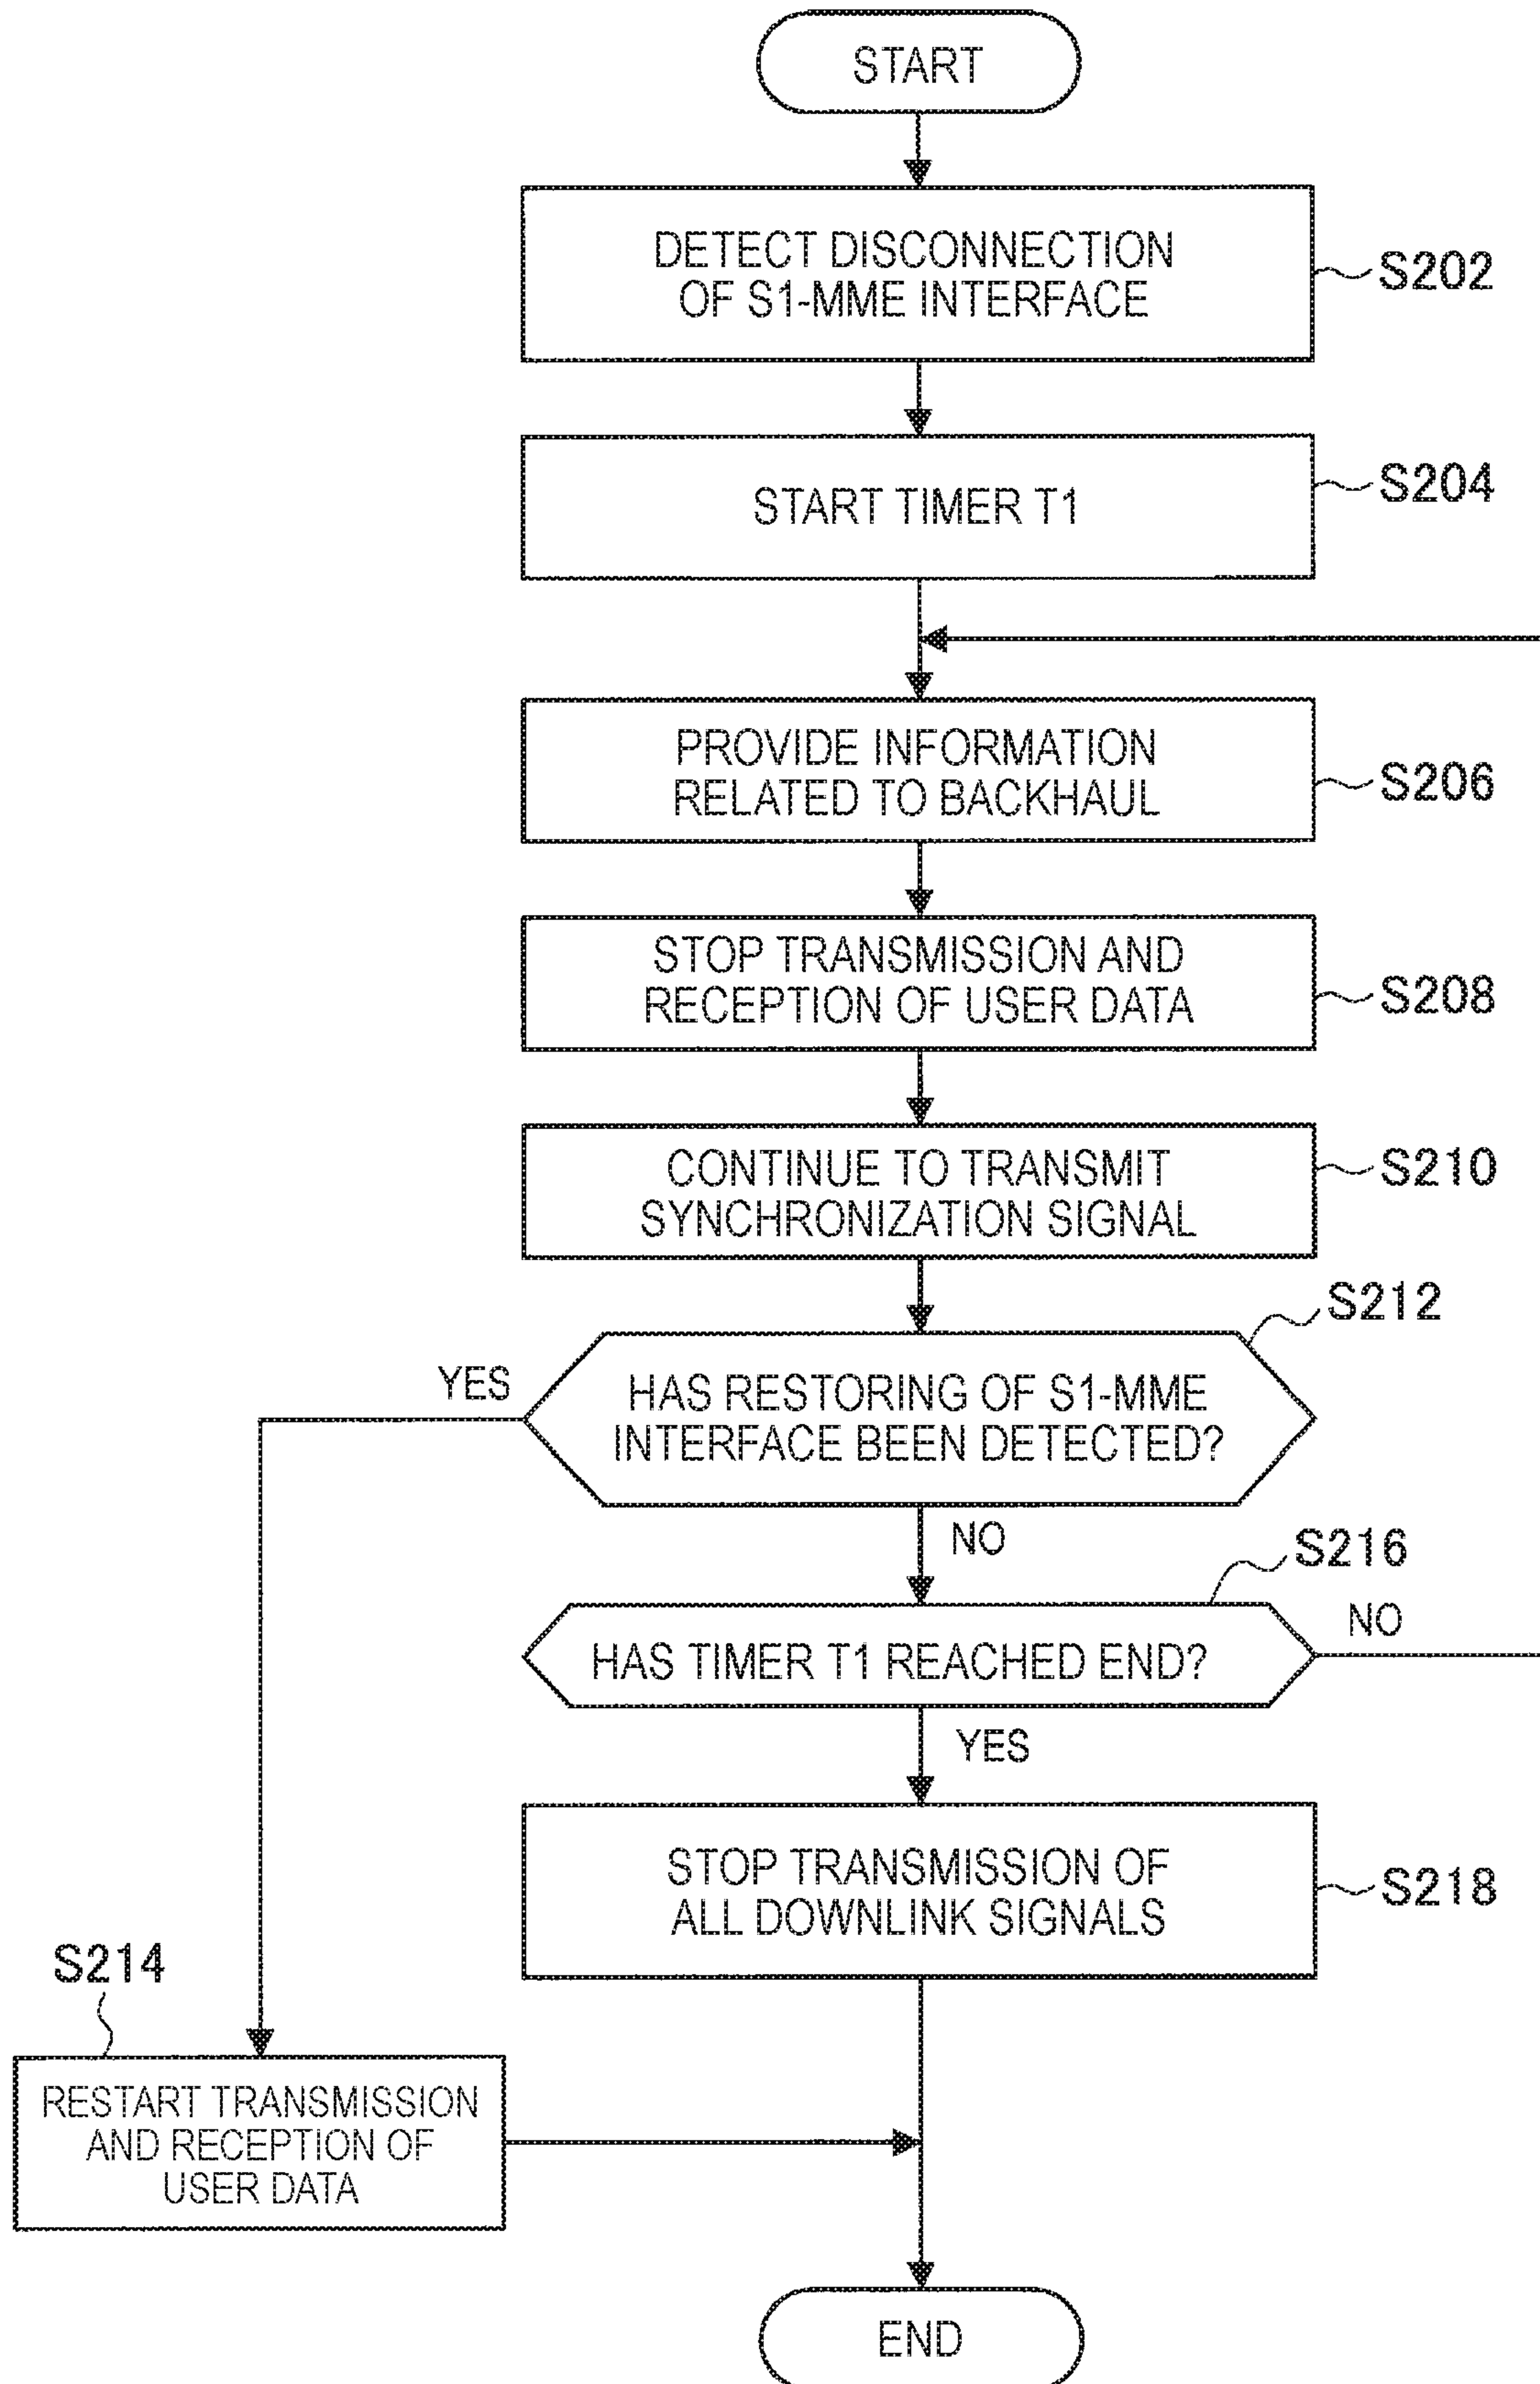 START
DETECT DISCONNECTION
OF S1-MME INTERFACE
S202
START TIMER T1
S204
PROVIDE INFORMATION
RELATED TO BACKHAUL
S206
STOP TRANSMISSION AND
RECEPTION OF USER DATA
S208
CONTINUE TO TRANSMIT
SYNCHRONIZATION SIGNAL
S210
S212
YES
HAS RESTORING OF S1-MME
INTERFACE BEEN DETECTED?
NO
S216
HAS TIMER T1 REACHED END?
NO
YES
STOP TRANSMISSION OF
ALL DOWNLINK SIGNALS
S218
S214
RESTART TRANSMISSION
AND RECEPTION OF
USER DATA
END